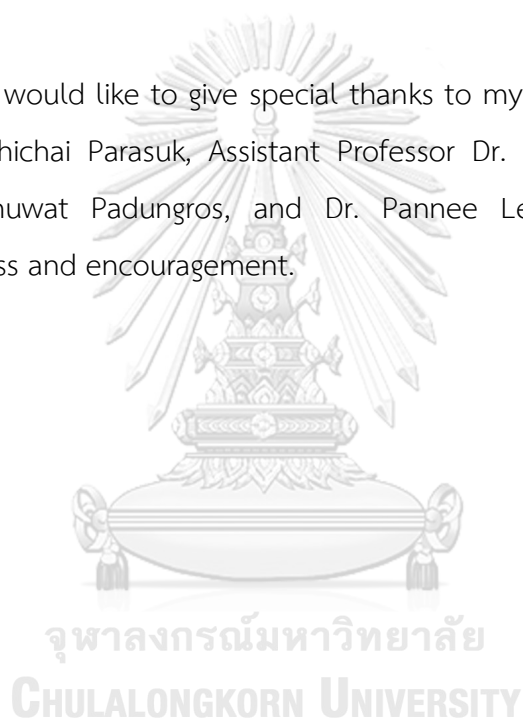 would like to give special thanks to my
hichai Parasuk, Assistant Professor Dr.
nuwat Padungros, and Dr. Pannee Le
ss and encouragement.
จุฬาลงกรณ์มหาวิทยาลัย
CHULALONGKORN UNIVERSITY